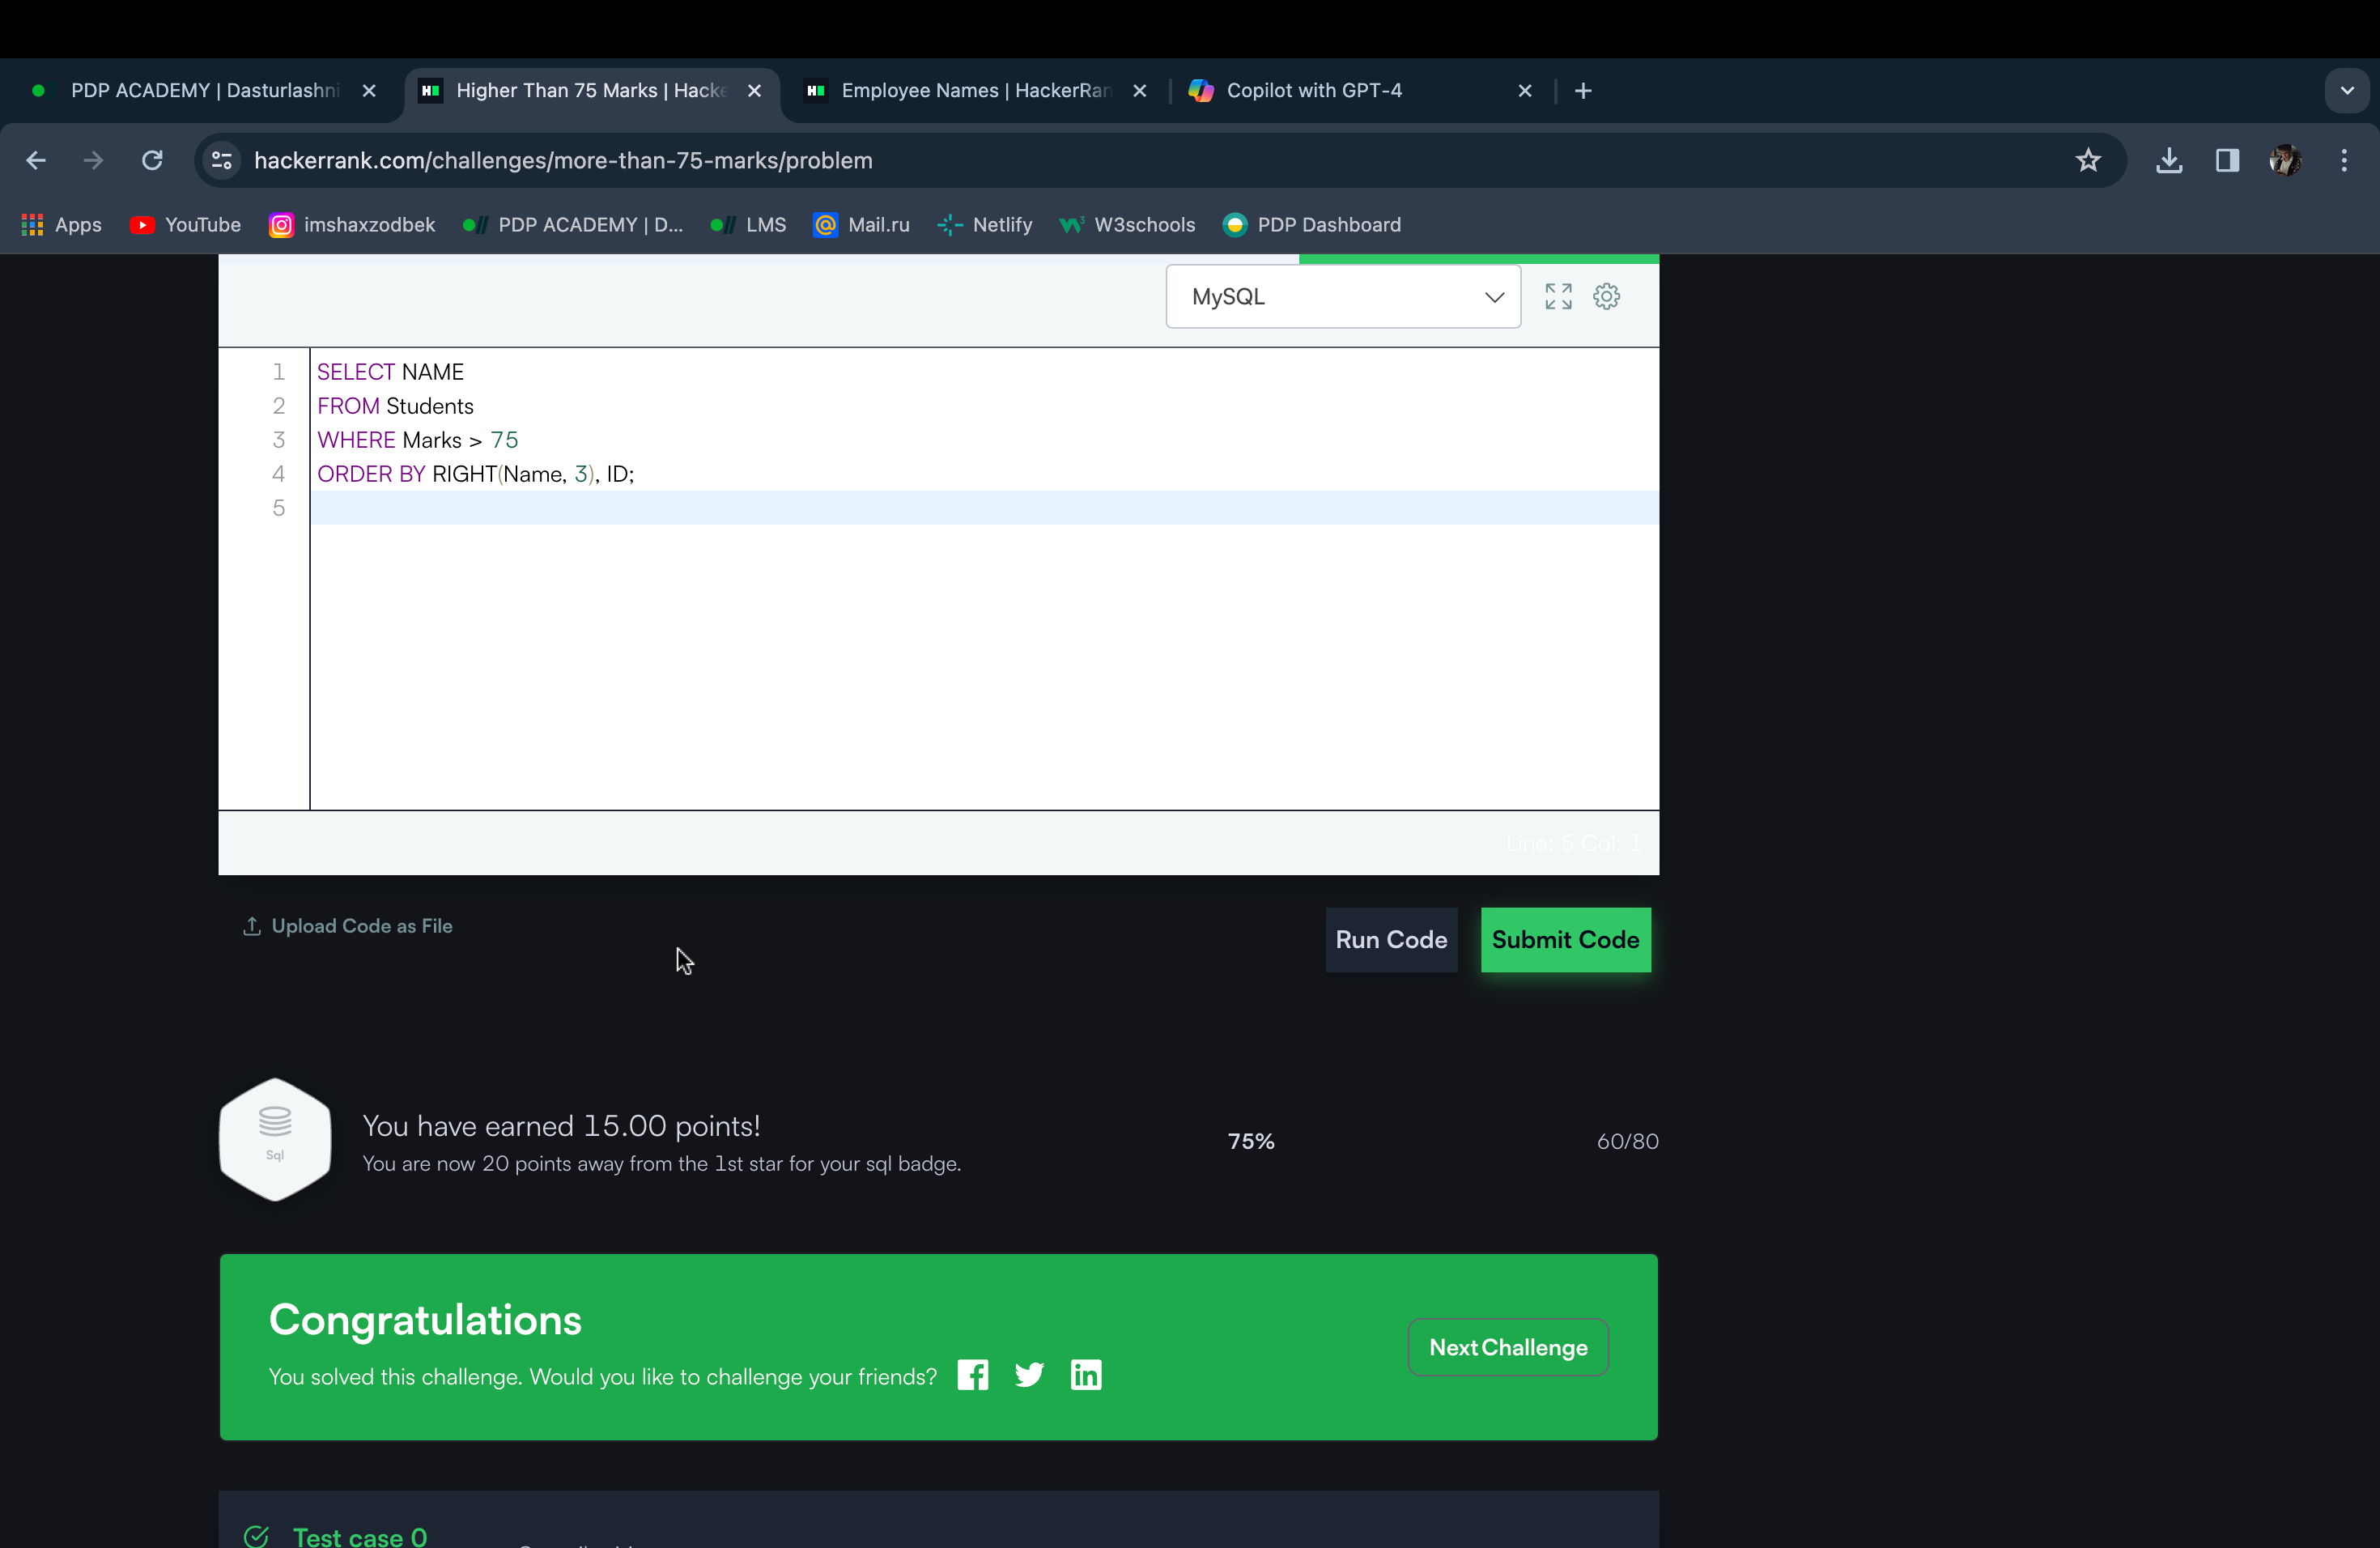 PDP ACADEMY | Dasturlashni
Higher Than 75 Marks | Hacke
Employee Names | HackerRan
Copilot with GPT-4
hackerrank.com/challenges/more-than-75-marks/problem
Apps
YouTube
imshaxzodbek
PDP ACADEMY | D...
LMS
Mail.ru
Netlify
W3schools
PDP Dashboard
MySQL
1 SELECT NAME
2 FROM Students
3 WHERE Marks > 75
4 ORDER BY RIGHT(Name, 3), ID;
5
Line: 5 Col: 1
Upload Code as File
Run Code
Submit Code
Sql
You have earned 15.00 points!
You are now 20 points away from the 1st star for your sql badge.
75%
60/80
Congratulations
You solved this challenge. Would you like to challenge your friends?
Next Challenge
Test case 0